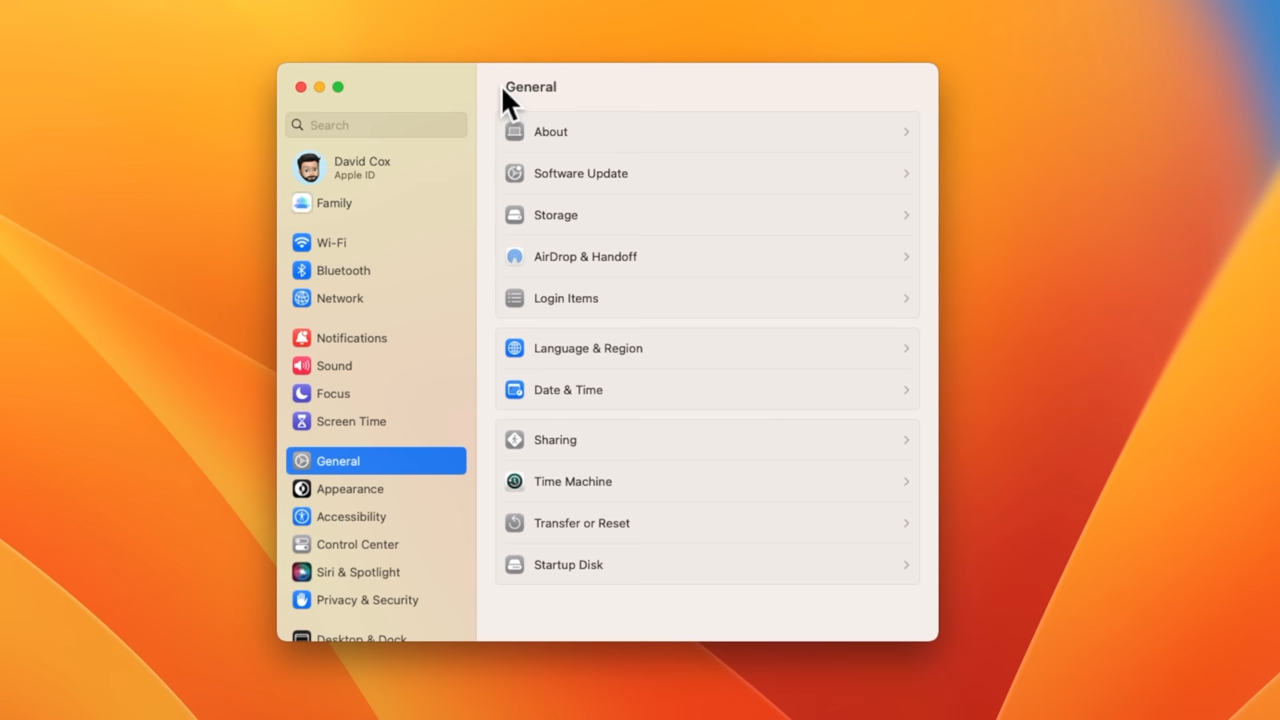 General
Search
David Cox
Apple ID
Family
Wi-Fi
Bluetooth
Network
Notifications
Sound
Focus
Screen Time
General
Appearance
Accessibility
Control Center
Siri & Spotlight
Privacy & Security
Desktop & Dock
About
Software Update
Storage
AirDrop & Handoff
Login Items
Language & Region
Date & Time
Sharing
Time Machine
Transfer or Reset
Startup Disk